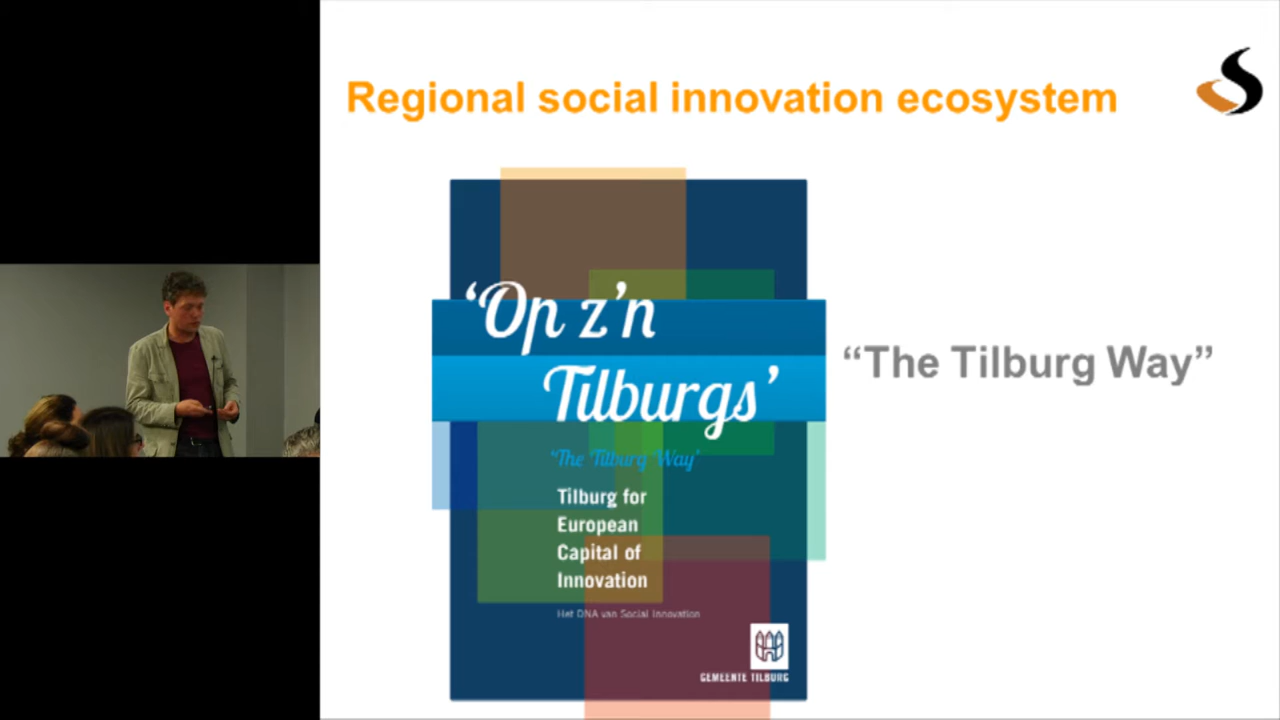 Regional social innovation ecosystem
‘Op z’n
Tilburgs’
“The Tilburg Way”
‘The Tilburg Way’
Tilburg for
European
Capital of
Innovation
Het DNA van Social Innovation
GEMEENTE TILBURG